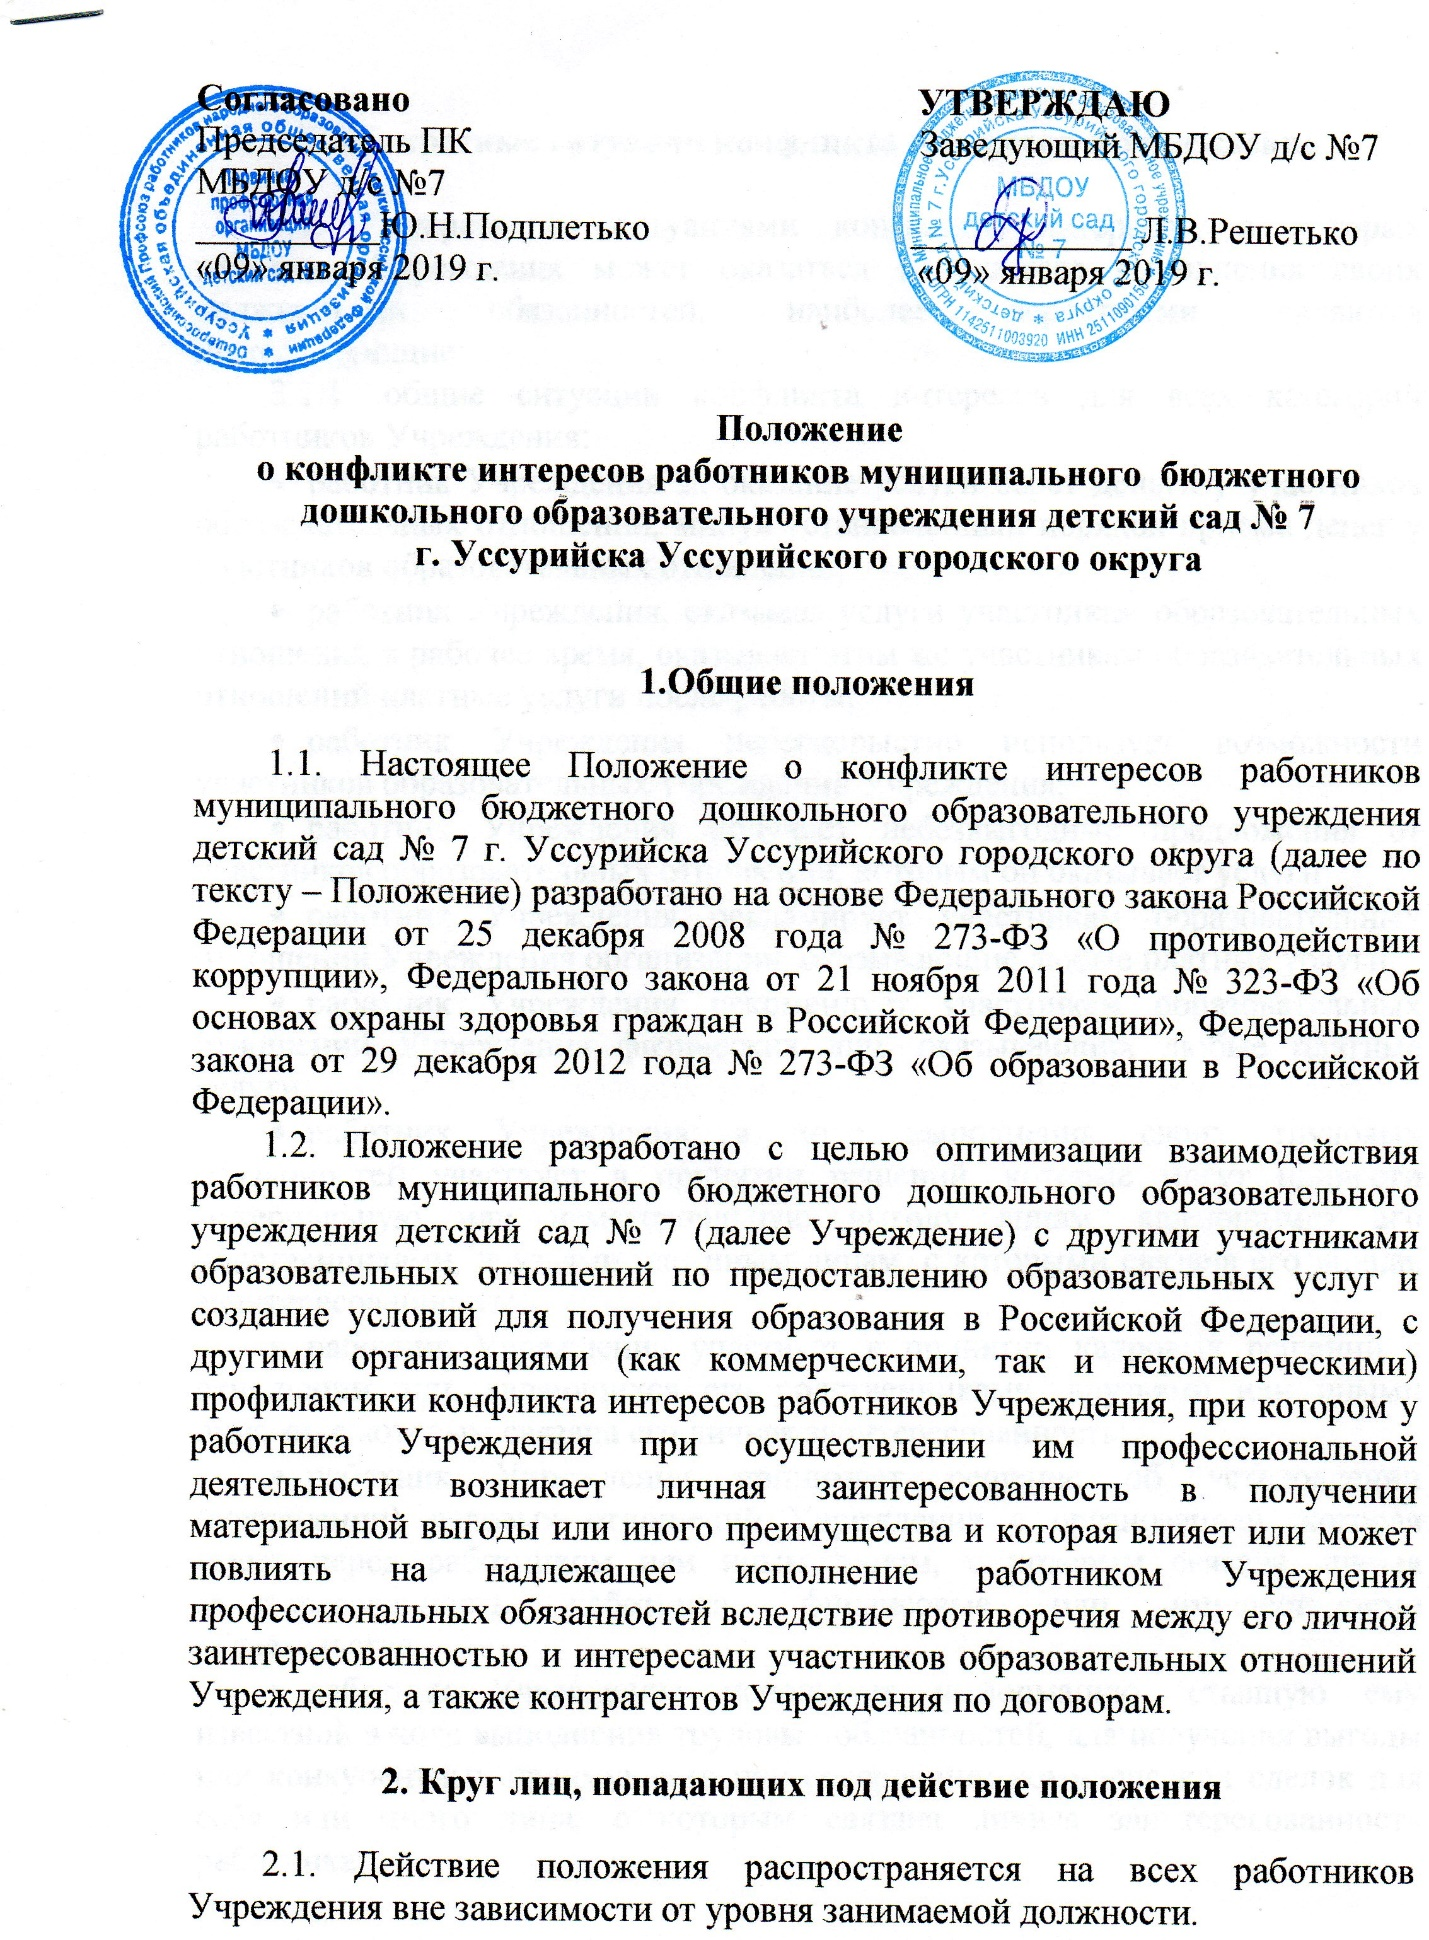 Согласовано
Председатель ПК
МБДОУ д/с №7
Ю.Н.Подплетько
«09» января 2019 г.
УТВЕРЖДАЮ
Заведующий МБДОУ д/с №7
Л.В.Решетько
«09» января 2019 г.
МБДОУ
детский сад
№ 7
Положение
о конфликте интересов работников муниципального бюджетного
дошкольного образовательного учреждения детский сад № 7
г. Уссурийска Уссурийского городского округа
1.Общие положения
1.1. Настоящее Положение о конфликте интересов работников
муниципального бюджетного дошкольного образовательного учреждения
детский сад № 7 г. Уссурийска Уссурийского городского округа (далее по
тексту – Положение) разработано на основе Федерального закона Российской
Федерации от 25 декабря 2008 года № 273-ФЗ «О противодействии
коррупции», Федерального закона от 21 ноября 2011 года № 323-ФЗ «Об
основах охраны здоровья граждан в Российской Федерации», Федерального
закона от 29 декабря 2012 года № 273-ФЗ «Об образовании в Российской
Федерации».
1.2. Положение разработано с целью оптимизации взаимодействия
работников муниципального бюджетного дошкольного образовательного
учреждения детский сад № 7 (далее Учреждение) с другими участниками
образовательных отношений по предоставлению образовательных услуг и
создание условий для получения образования в Российской Федерации, с
другими организациями (как коммерческими, так и некоммерческими)
профилактики конфликта интересов работников Учреждения, при котором у
работника Учреждения при осуществлении им профессиональной
деятельности возникает личная заинтересованность в получении
материальной выгоды или иного преимущества и которая влияет или может
повлиять на надлежащее исполнение работником Учреждения
профессиональных обязанностей вследствие противоречия между его личной
заинтересованностью и интересами участников образовательных отношений
Учреждения, а также контрагентов Учреждения по договорам.
2. Круг лиц, попадающих под действие положения
2.1. Действие положения распространяется на всех работников
Учреждения вне зависимости от уровня занимаемой должности.